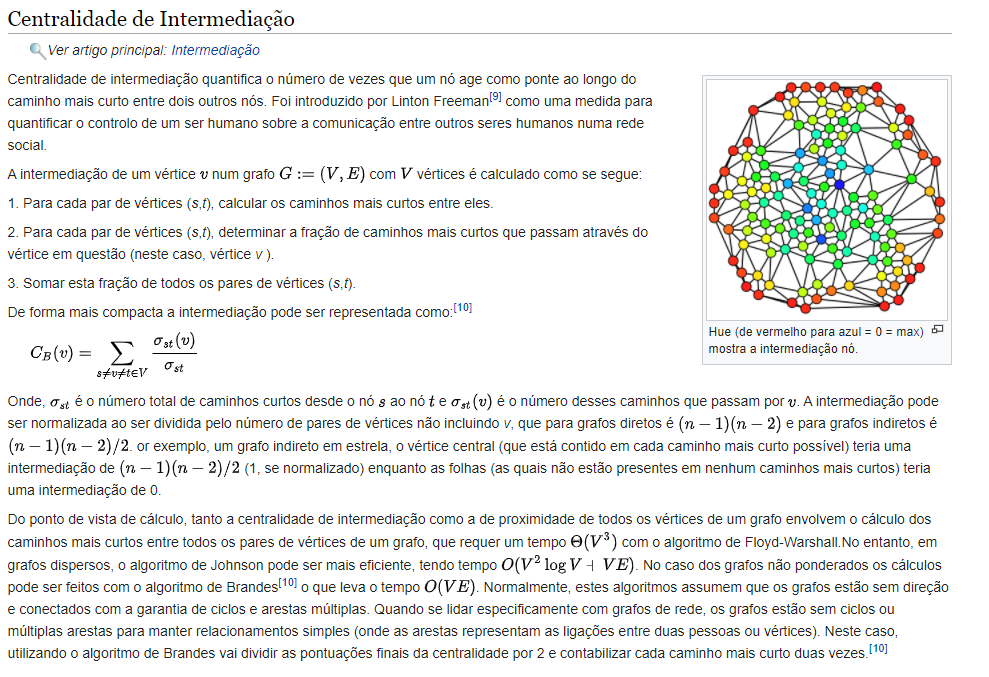 Centralidade de Intermediação
Ver artigo principal: Intermediação
Centralidade de intermediação quantifica o número de vezes que um nó age como ponte ao longo do
caminho mais curto entre dois outros nós. Foi introduzido por Linton Freeman[9] como uma medida para
quantificar o controlo de um ser humano sobre a comunicação entre outros seres humanos numa rede
social.
A intermediação de um vértice v num grafo G := (V, E) com V vértices é calculado como se segue:
1. Para cada par de vértices (s,t), calcular os caminhos mais curtos entre eles.
2. Para cada par de vértices (s,t), determinar a fração de caminhos mais curtos que passam através do
vértice em questão (neste caso, vértice v ).
3. Somar esta fração de todos os pares de vértices (s,t).
De forma mais compacta a intermediação pode ser representada como:[10]
C_B(v) = ∑_{s≠v≠t∈V} σ_st(v) / σ_st
Hue (de vermelho para azul = 0 = max)
mostra a intermediação nó.
Onde, σ_st é o número total de caminhos curtos desde o nó s ao nó t e σ_st(v) é o número desses caminhos que passam por v. A intermediação pode
ser normalizada ao ser dividida pelo número de pares de vértices não incluindo v, que para grafos diretos é (n − 1)(n − 2) e para grafos indiretos é
(n − 1)(n − 2)/2. or exemplo, um grafo indireto em estrela, o vértice central (que está contido em cada caminho mais curto possível) teria uma
intermediação de (n − 1)(n − 2)/2 (1, se normalizado) enquanto as folhas (as quais não estão presentes em nenhum caminhos mais curtos) teria
uma intermediação de 0.
Do ponto de vista de cálculo, tanto a centralidade de intermediação como a de proximidade de todos os vértices de um grafo envolvem o cálculo dos
caminhos mais curtos entre todos os pares de vértices de um grafo, que requer um tempo Θ(V³) com o algoritmo de Floyd-Warshall.No entanto, em
grafos dispersos, o algoritmo de Johnson pode ser mais eficiente, tendo tempo O(V² log V + VE). No caso dos grafos não ponderados os cálculos
pode ser feitos com o algoritmo de Brandes[10] o que leva o tempo O(VE). Normalmente, estes algoritmos assumem que os grafos estão sem direção
e conectados com a garantia de ciclos e arestas múltiplas. Quando se lidar especificamente com grafos de rede, os grafos estão sem ciclos ou
múltiplas arestas para manter relacionamentos simples (onde as arestas representam as ligações entre duas pessoas ou vértices). Neste caso,
utilizando o algoritmo de Brandes vai dividir as pontuações finais da centralidade por 2 e contabilizar cada caminho mais curto duas vezes.[10]